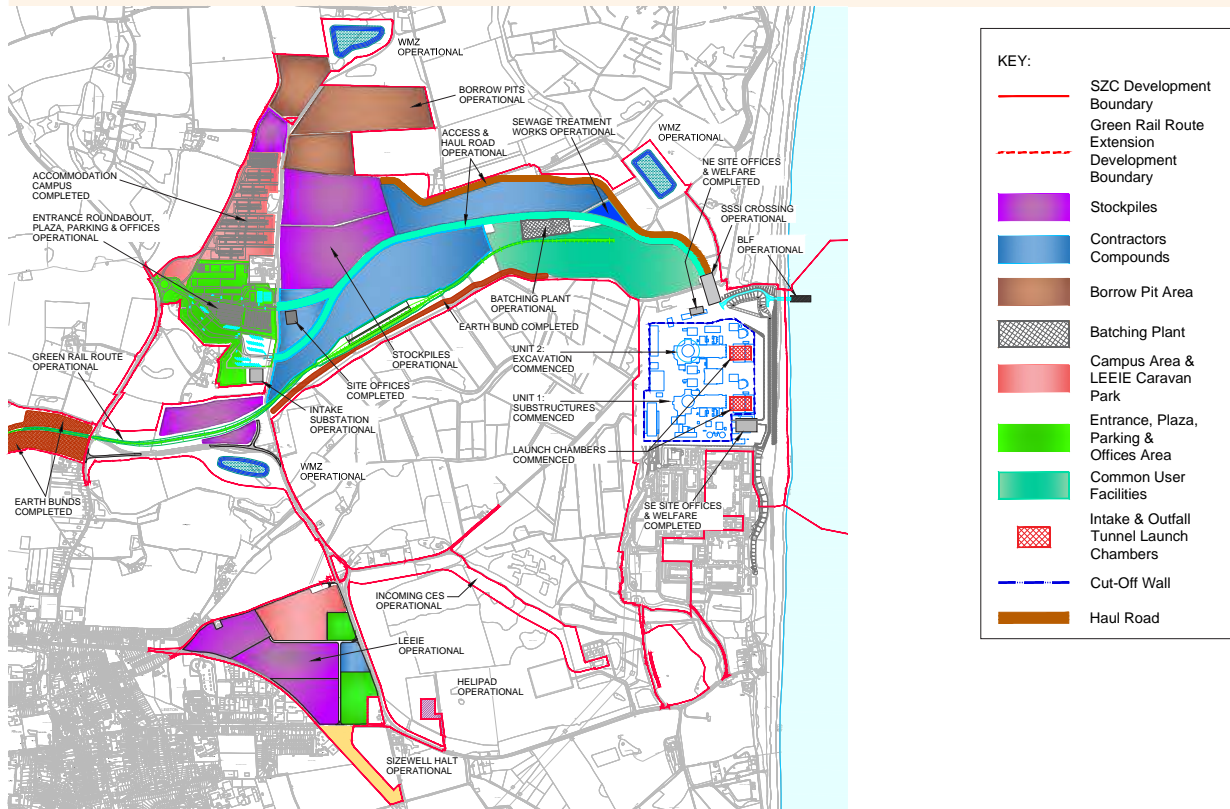 WMZ
OPERATIONAL
BORROW PITS
OPERATIONAL
SEWAGE TREATMENT
WORKS OPERATIONAL
ACCESS &
HAUL ROAD
OPERATIONAL
WMZ
OPERATIONAL
NE SITE OFFICES
& WELFARE
COMPLETED
ACCOMMODATION
CAMPUS
COMPLETED
SSSI CROSSING
OPERATIONAL
ENTRANCE ROUNDABOUT,
PLAZA, PARKING & OFFICES
OPERATIONAL
BLF
OPERATIONAL
BATCHING PLANT
OPERATIONAL
EARTH BUND COMPLETED
GREEN RAIL ROUTE
OPERATIONAL
STOCKPILES
OPERATIONAL
UNIT 2:
EXCAVATION
COMMENCED
SITE OFFICES
COMPLETED
UNIT 1:
SUBSTRUCTURES
COMMENCED
INTAKE
SUBSTATION
OPERATIONAL
LAUNCH CHAMBERS
COMMENCED
WMZ
OPERATIONAL
EARTH BUNDS
COMPLETED
SE SITE OFFICES
& WELFARE
COMPLETED
INCOMING CES
OPERATIONAL
LEEIE
OPERATIONAL
HELIPAD
OPERATIONAL
SIZEWELL HALT
OPERATIONAL
KEY:
SZC Development
Boundary
Green Rail Route
Extension
Development
Boundary
Stockpiles
Contractors
Compounds
Borrow Pit Area
Batching Plant
Campus Area &
LEEIE Caravan
Park
Entrance, Plaza,
Parking &
Offices Area
Common User
Facilities
Intake & Outfall
Tunnel Launch
Chambers
Cut-Off Wall
Haul Road